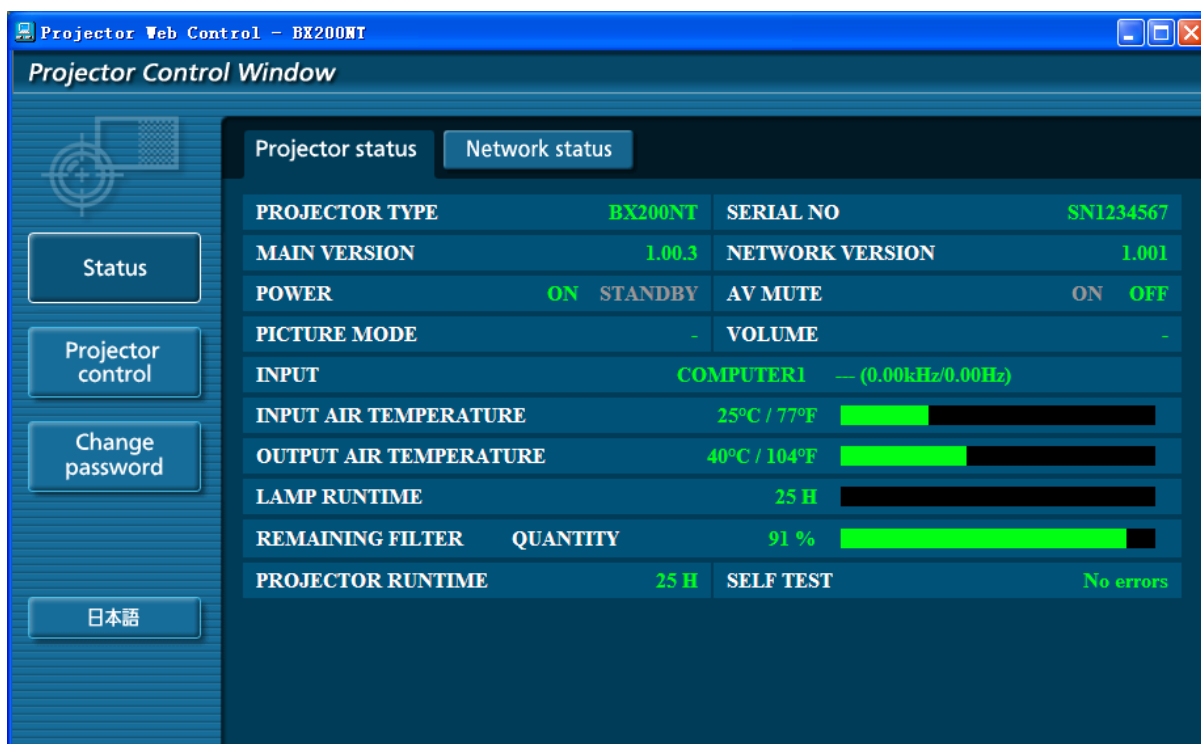 Projector Web Control - BX200NT
Projector Control Window
Projector status
Network status
Status
Projector control
Change password
日本語
PROJECTOR TYPE BX200NT SERIAL NO SN1234567
MAIN VERSION 1.00.3 NETWORK VERSION 1.001
POWER ON STANDBY AV MUTE ON OFF
PICTURE MODE - VOLUME -
INPUT COMPUTER1 --- (0.00kHz/0.00Hz)
INPUT AIR TEMPERATURE 25°C / 77°F
OUTPUT AIR TEMPERATURE 40°C / 104°F
LAMP RUNTIME 25 H
REMAINING FILTER QUANTITY 91 %
PROJECTOR RUNTIME 25 H SELF TEST No errors